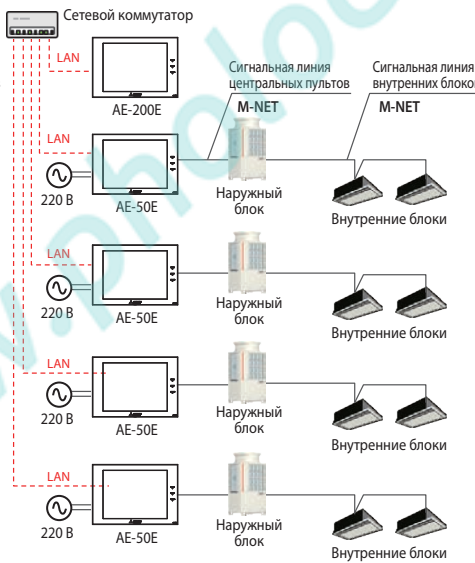 Сетевой коммутатор
LAN
AE-200E
Сигнальная линия
центральных пультов
M-NET
Сигнальная линия
внутренних блоков
M-NET
LAN
220 В
AE-50E
Наружный
блок
Внутренние блоки
LAN
220 В
AE-50E
Наружный
блок
Внутренние блоки
LAN
220 В
AE-50E
Наружный
блок
Внутренние блоки
LAN
220 В
AE-50E
Наружный
блок
Внутренние блоки